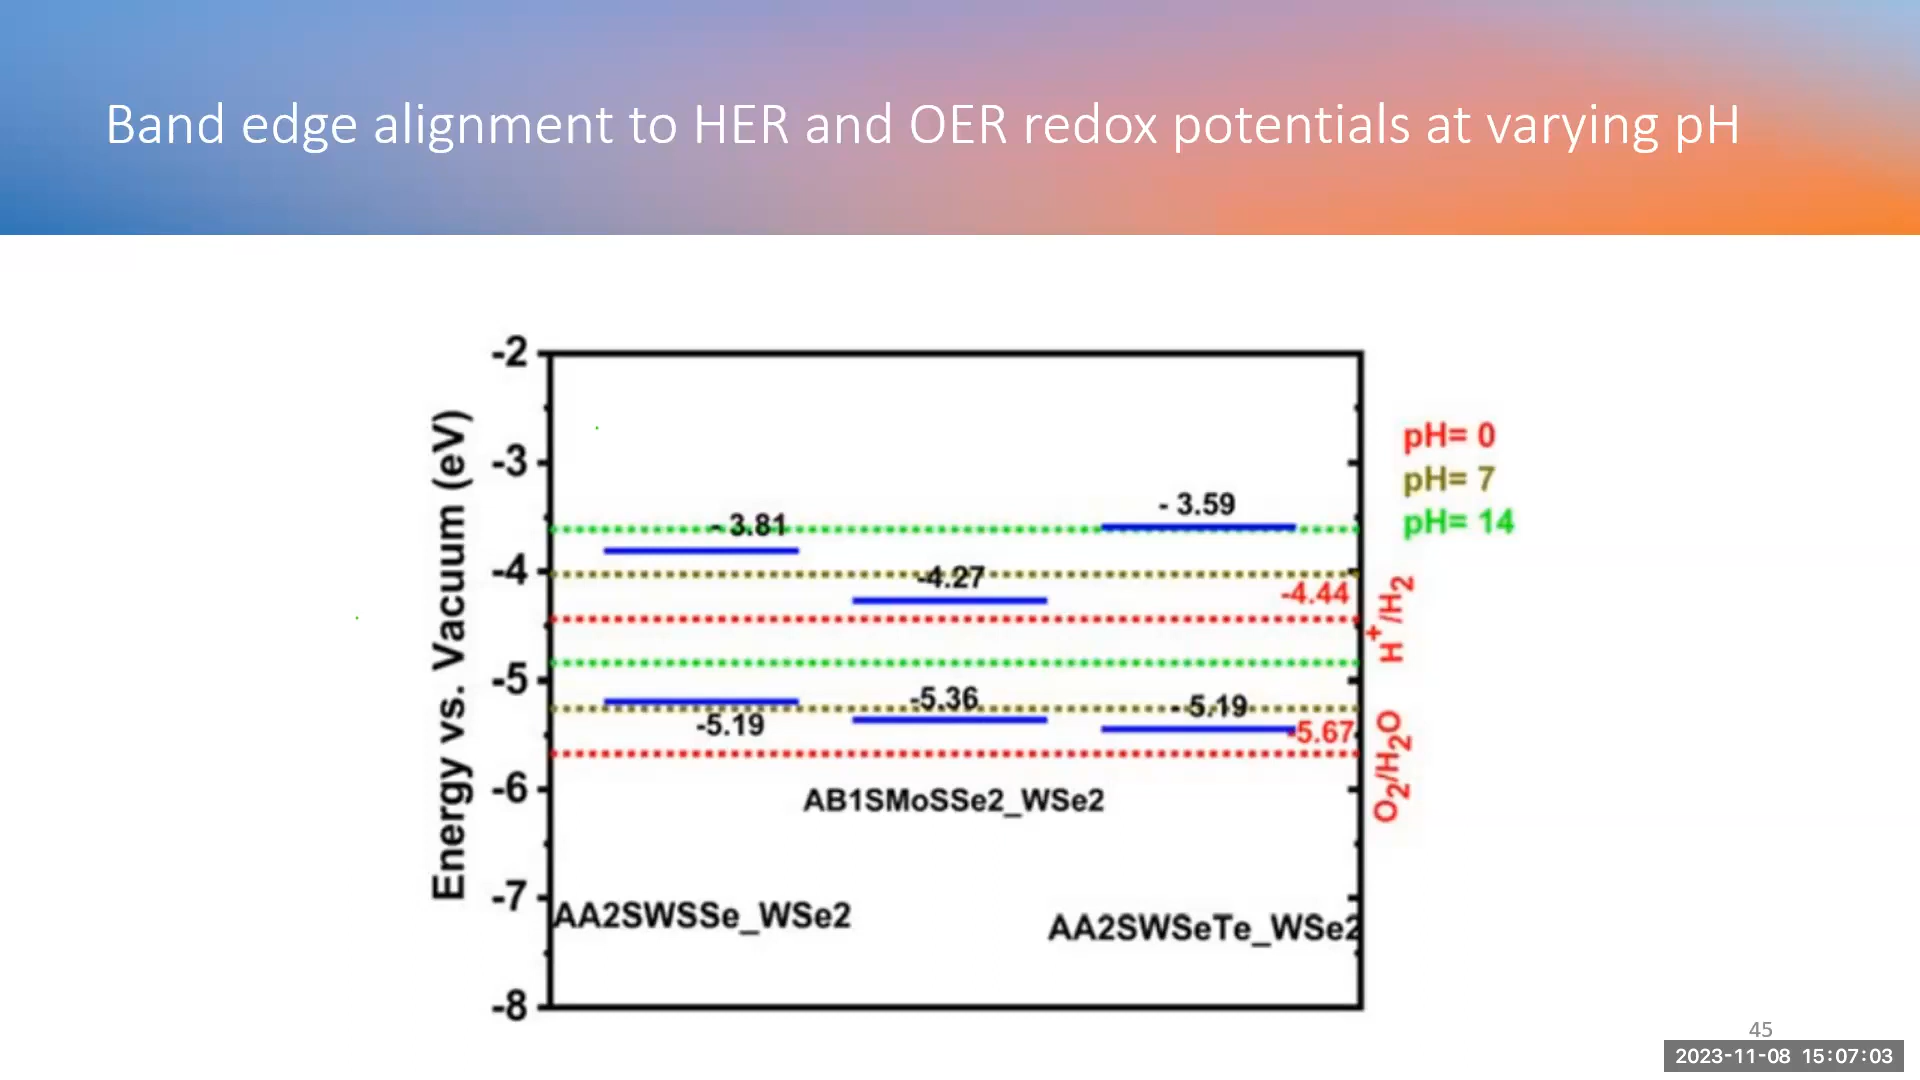 Band edge alignment to HER and OER redox potentials at varying pH
Energy vs. Vacuum (eV)
-2
-3
-4
-5
-6
-7
-8
- 3.81
- 3.59
-4.27
-4.44
-5.19
-5.36
- 5.19
-5.67
AB1SMoSSe2_WSe2
AA2SWSSe_WSe2
AA2SWSeTe_WSe2
pH= 0
pH= 7
pH= 14
H⁺/H₂
O₂/H₂O
45
2023-11-08 15:07:03